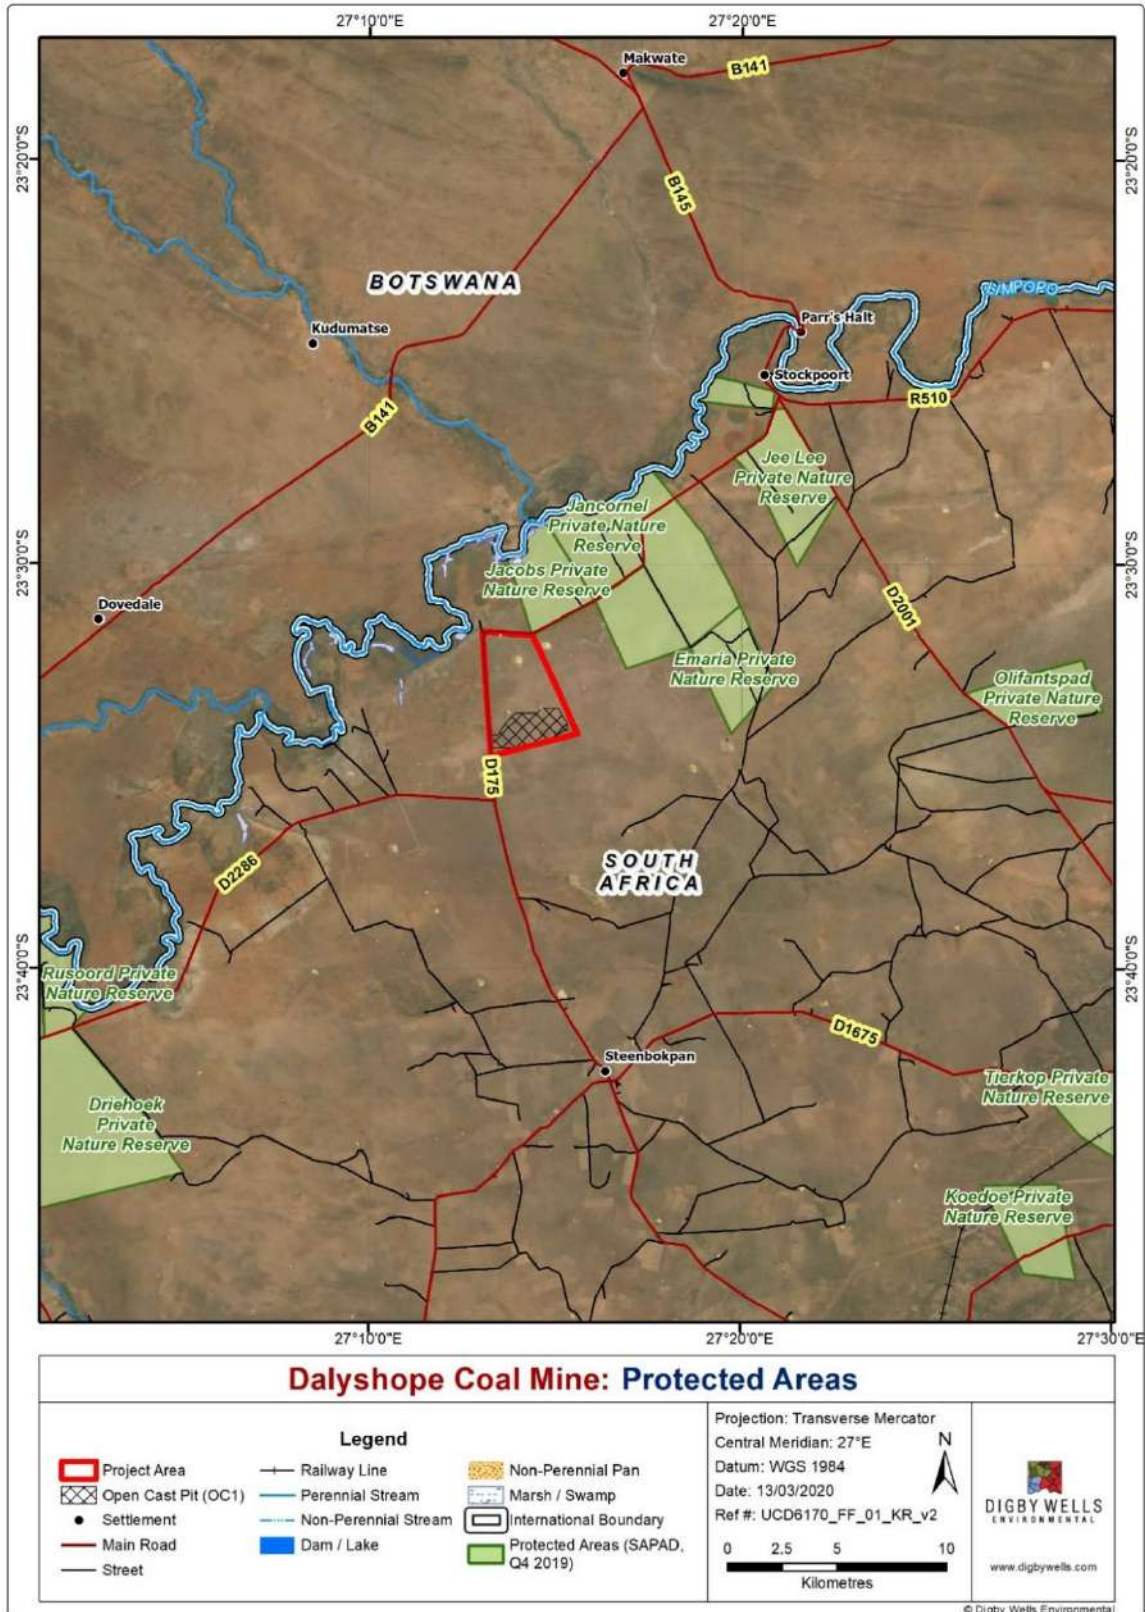 27°10'0"E
27°20'0"E
Makwate
B141
23°20'0"S
23°20'0"S
B145
BOTSWANA
Parr's Halt
Kudumatse
Stockpoort
R510
B141
Jee Lee
Private Nature
Reserve
Jancornel
Private Nature
Reserve
23°30'0"S
23°30'0"S
Jacobs Private
Nature Reserve
Dovedale
D2001
Emaria Private
Nature Reserve
Olifantspad
Private Nature
Reserve
D175
SOUTH
AFRICA
D2286
23°40'0"S
23°40'0"S
Rusoord Private
Nature Reserve
D1675
Steenbokpan
Tierkop Private
Nature Reserve
Driehoek
Private
Nature Reserve
Koedoe Private
Nature Reserve
27°10'0"E
27°20'0"E
27°30'0"E
Dalyshope Coal Mine: Protected Areas
Legend
Project Area
Open Cast Pit (OC1)
Settlement
Main Road
Street
Railway Line
Perennial Stream
Non-Perennial Stream
Dam / Lake
Non-Perennial Pan
Marsh / Swamp
International Boundary
Protected Areas (SAPAD,
Q4 2019)
Projection: Transverse Mercator
Central Meridian: 27°E
Datum: WGS 1984
Date: 13/03/2020
Ref #: UCD6170_FF_01_KR_v2
N
0 2.5 5 10
Kilometres
DIGBY WELLS
ENVIRONMENTAL
www.digbywells.com
© Digby Wells Environmental